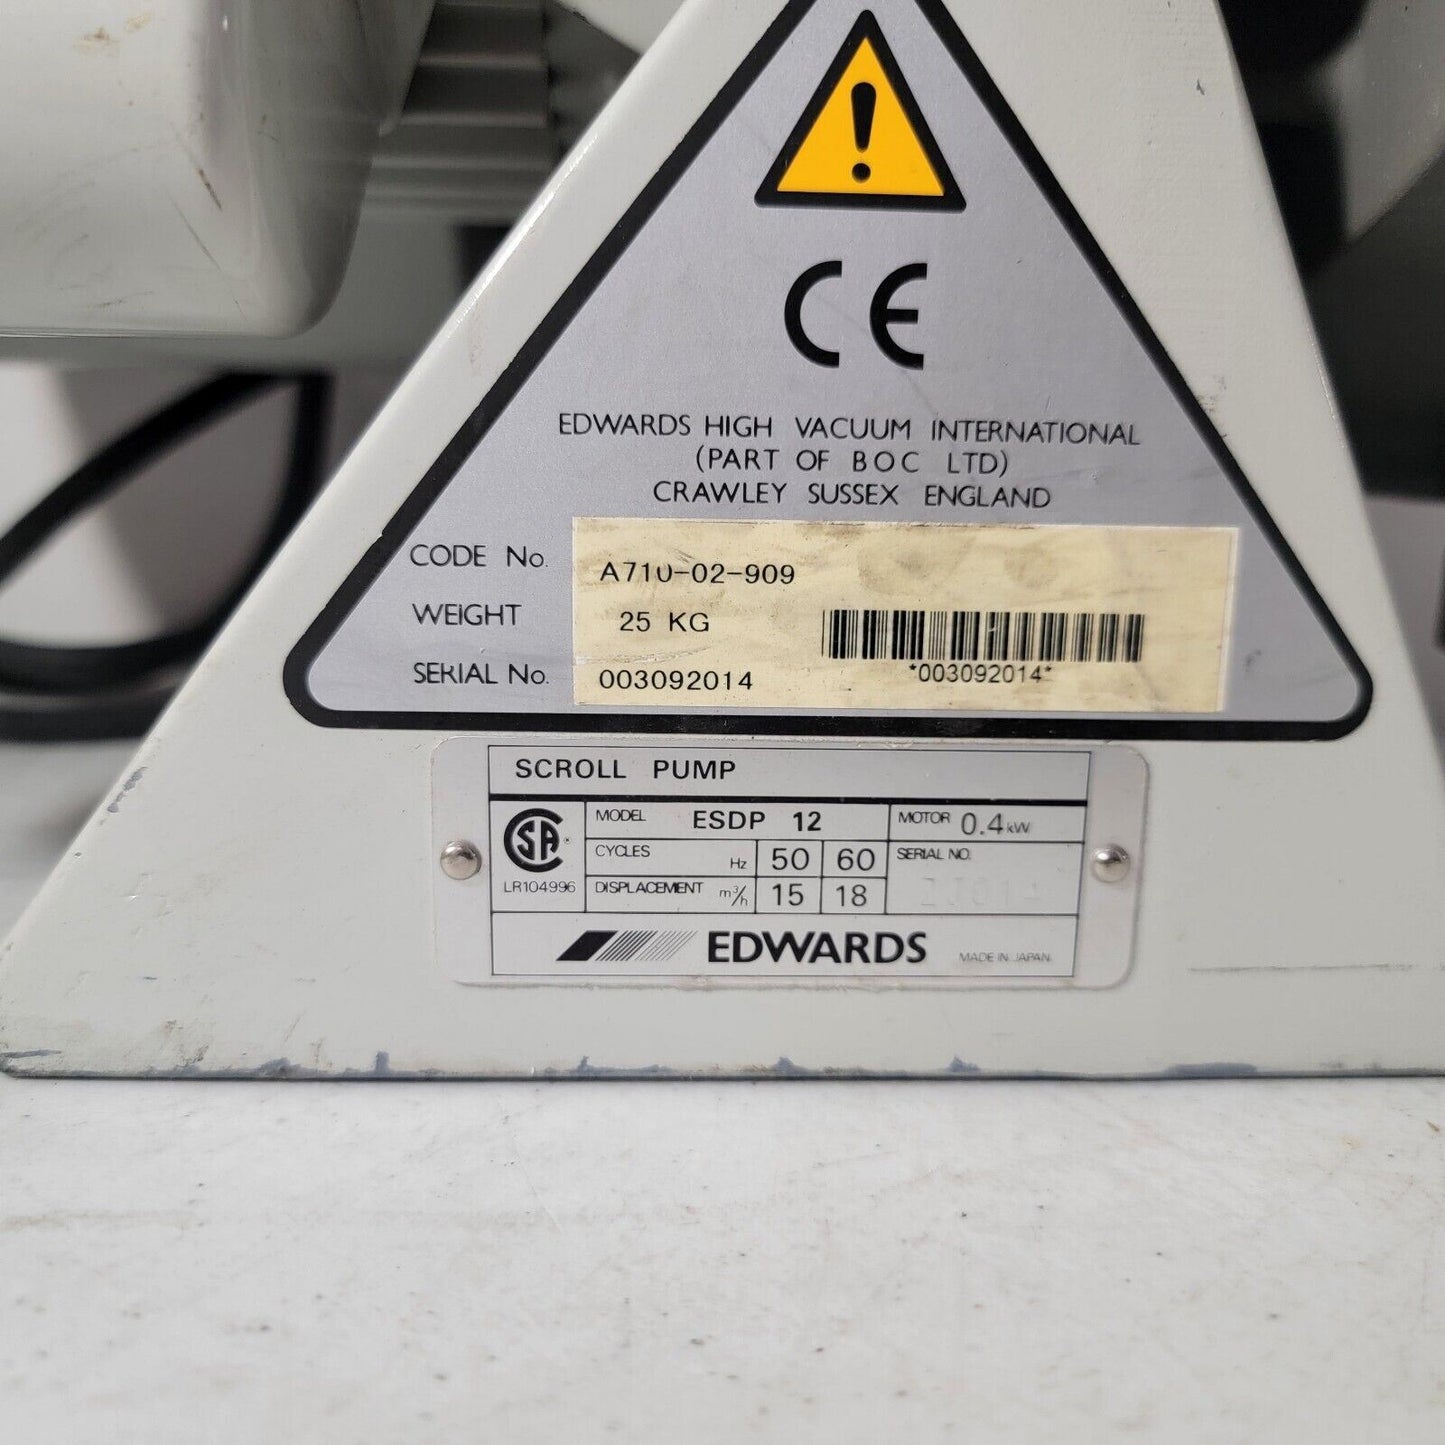 CE
EDWARDS HIGH VACUUM INTERNATIONAL
(PART OF BOC LTD)
CRAWLEY SUSSEX ENGLAND
CODE No. A710-02-909
WEIGHT 25 KG
SERIAL No. 003092014
*003092014*
SCROLL PUMP
MODEL ESDP 12 MOTOR 0.4 kW
CYCLES Hz 50 60 SERIAL NO.
LR104996 DISPLACEMENT m³/h 15 18
EDWARDS MADE IN JAPAN